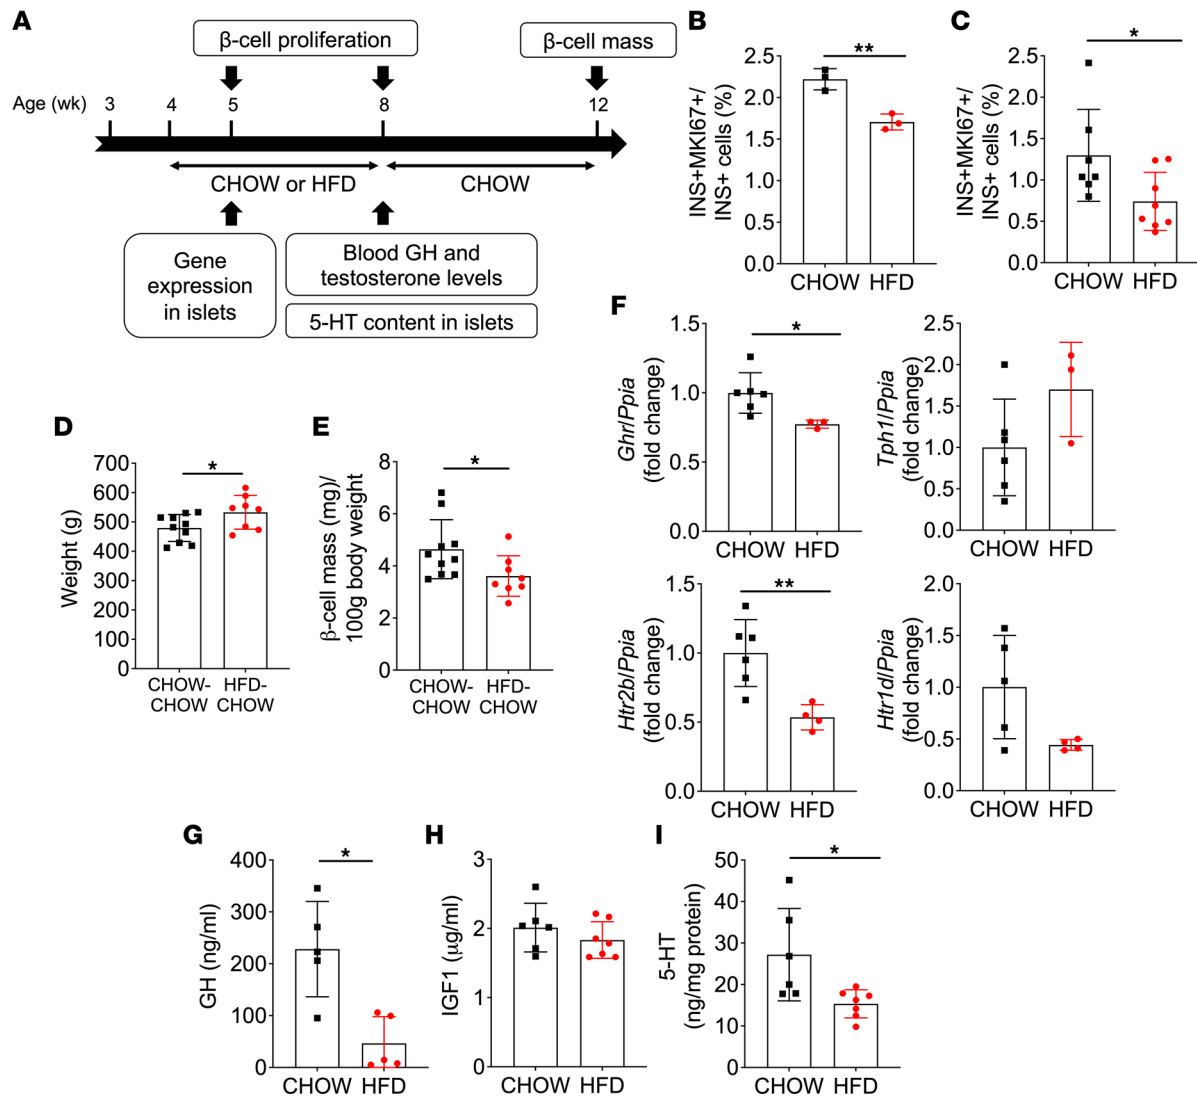 A
β-cell proliferation
β-cell mass
Age (wk) 3 4 5 8 12
CHOW or HFD
CHOW
Gene
expression
in islets
Blood GH and
testosterone levels
5-HT content in islets
B
INS+MKI67+/
INS+ cells (%)
2.5
2.0
1.5
1.0
0.5
0.0
**
CHOW HFD
C
INS+MKI67+/
INS+ cells (%)
2.5
2.0
1.5
1.0
0.5
0.0
*
CHOW HFD
D
Weight (g)
700
600
500
400
300
200
100
0
*
CHOW-
CHOW
HFD-
CHOW
E
β-cell mass (mg)/
100g body weight
8
6
4
2
0
*
CHOW-
CHOW
HFD-
CHOW
F
Ghr/Ppia
(fold change)
1.5
1.0
0.5
0.0
*
CHOW HFD
Tph1/Ppia
(fold change)
2.5
2.0
1.5
1.0
0.5
0.0
CHOW HFD
Htr2b/Ppia
(fold change)
1.5
1.0
0.5
0.0
**
CHOW HFD
Htr1d/Ppia
(fold change)
2.0
1.5
1.0
0.5
0.0
CHOW HFD
G
GH (ng/ml)
400
300
200
100
0
*
CHOW HFD
H
IGF1 (μg/ml)
3
2
1
0
CHOW HFD
I
5-HT
(ng/mg protein)
50
40
30
20
10
0
*
CHOW HFD